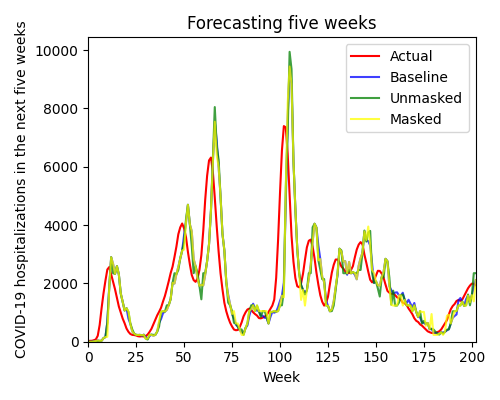 Forecasting five weeks
COVID-19 hospitalizations in the next five weeks
10000
8000
6000
4000
2000
0
Actual
Baseline
Unmasked
Masked
0 25 50 75 100 125 150 175 200
Week